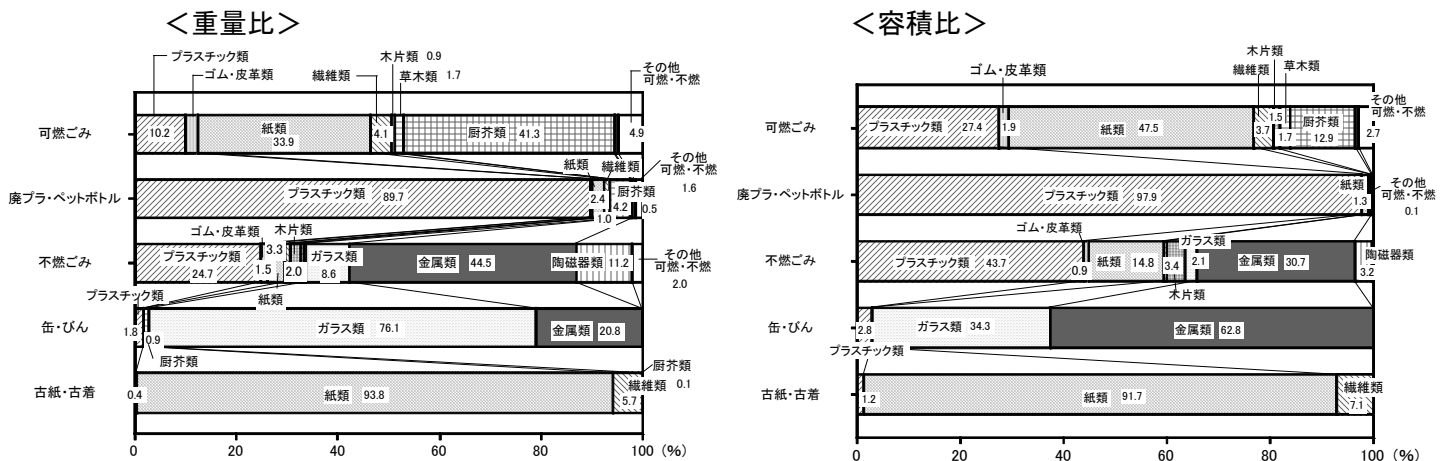 ＜重量比＞
プラスチック類
ゴム・皮革類
繊維類
木片類 0.9
草木類 1.7
その他
可燃・不燃
可燃ごみ
10.2
紙類
33.9
4.1
厨芥類 41.3
4.9
廃プラ・ペットボトル
プラスチック類
89.7
紙類
2.4
繊維類
1.0
4.2
厨芥類
0.5
その他
可燃・不燃
1.6
不燃ごみ
プラスチック類
24.7
ゴム・皮革類
1.5
3.3
紙類
木片類
2.0
ガラス類
8.6
金属類 44.5
陶磁器類 11.2
その他
可燃・不燃
2.0
缶・びん
プラスチック類
1.8
0.9
厨芥類
ガラス類 76.1
金属類 20.8
古紙・古着
0.4
紙類 93.8
繊維類
5.7
厨芥類
0.1
0 20 40 60 80 100 (%)
＜容積比＞
ゴム・皮革類
繊維類
木片類
草木類
その他
可燃・不燃
可燃ごみ
プラスチック類 27.4
1.9
紙類 47.5
3.7
1.5
1.7
厨芥類
12.9
2.7
廃プラ・ペットボトル
プラスチック類 97.9
紙類
1.3
その他
可燃・不燃
0.1
不燃ごみ
プラスチック類 43.7
ゴム・皮革類
0.9
紙類 14.8
3.4
木片類
ガラス類
2.1
金属類 30.7
陶磁器類
3.2
缶・びん
2.8
プラスチック類
ガラス類 34.3
金属類 62.8
古紙・古着
1.2
紙類 91.7
繊維類
7.1
0 20 40 60 80 100 (%)